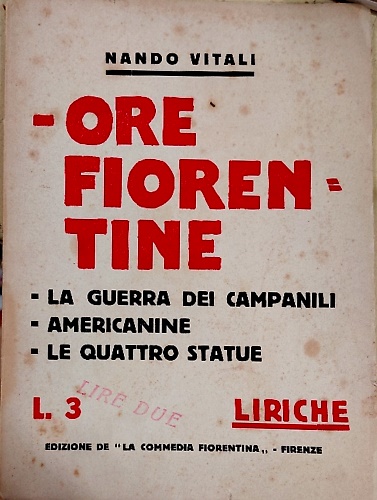 NANDO VITALI
- ORE
FIOREN -
TINE
- LA GUERRA DEI CAMPANILI
- AMERICANINE
- LE QUATTRO STATUE
L. 3
LIRE DUE
LIRICHE
EDIZIONE DE "LA COMMEDIA FIORENTINA„ - FIRENZE